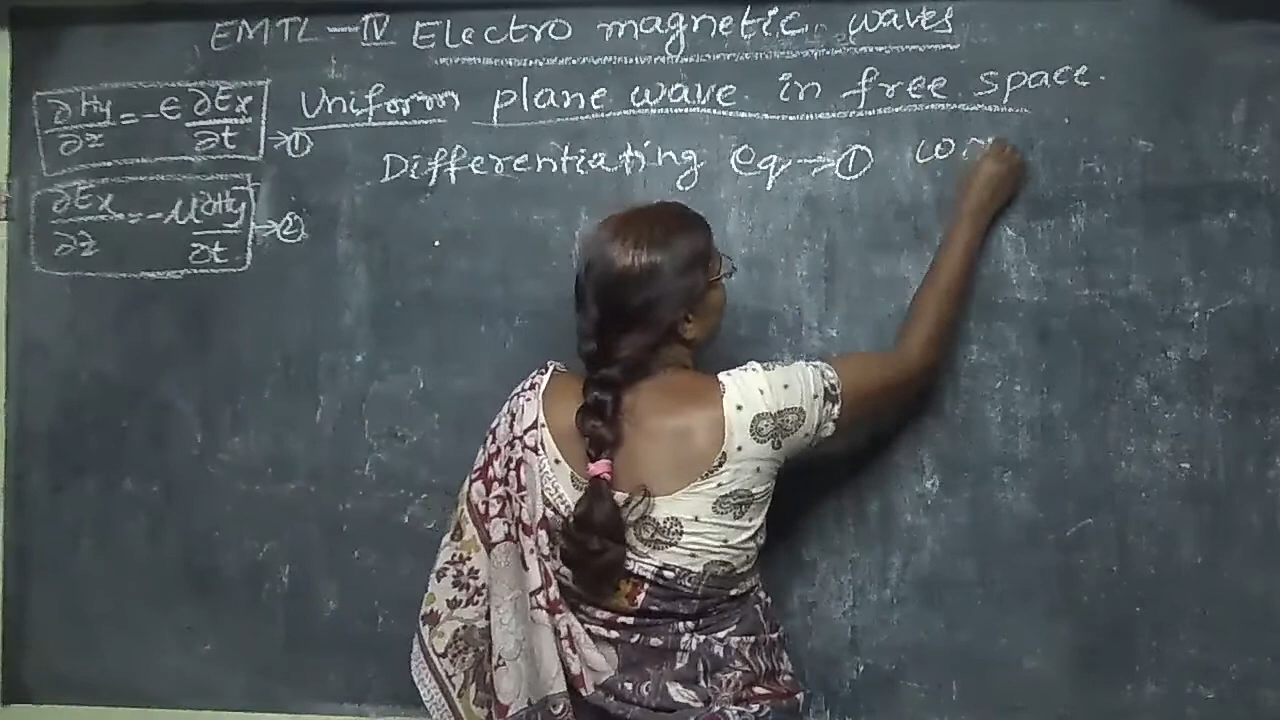 EMTL - IV Electro magnetic waves
Uniform plane wave in free space.
∂Hy/∂z = -ϵ ∂Ex/∂t → ①
∂Ex/∂z = -μ ∂Hy/∂t → ②
Differentiating eq → ① w.r